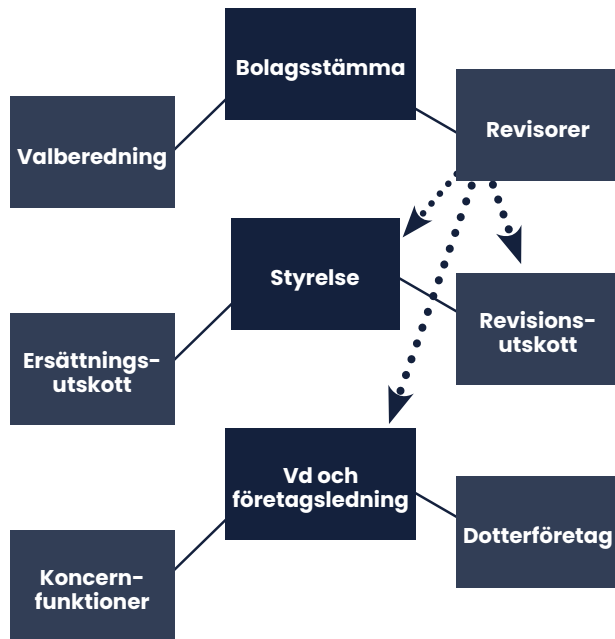 Bolagsstämma
Revisorer
Valberedning
Styrelse
Revisions-
utskott
Ersättnings-
utskott
Vd och
företagsledning
Dotterföretag
Koncern-
funktioner